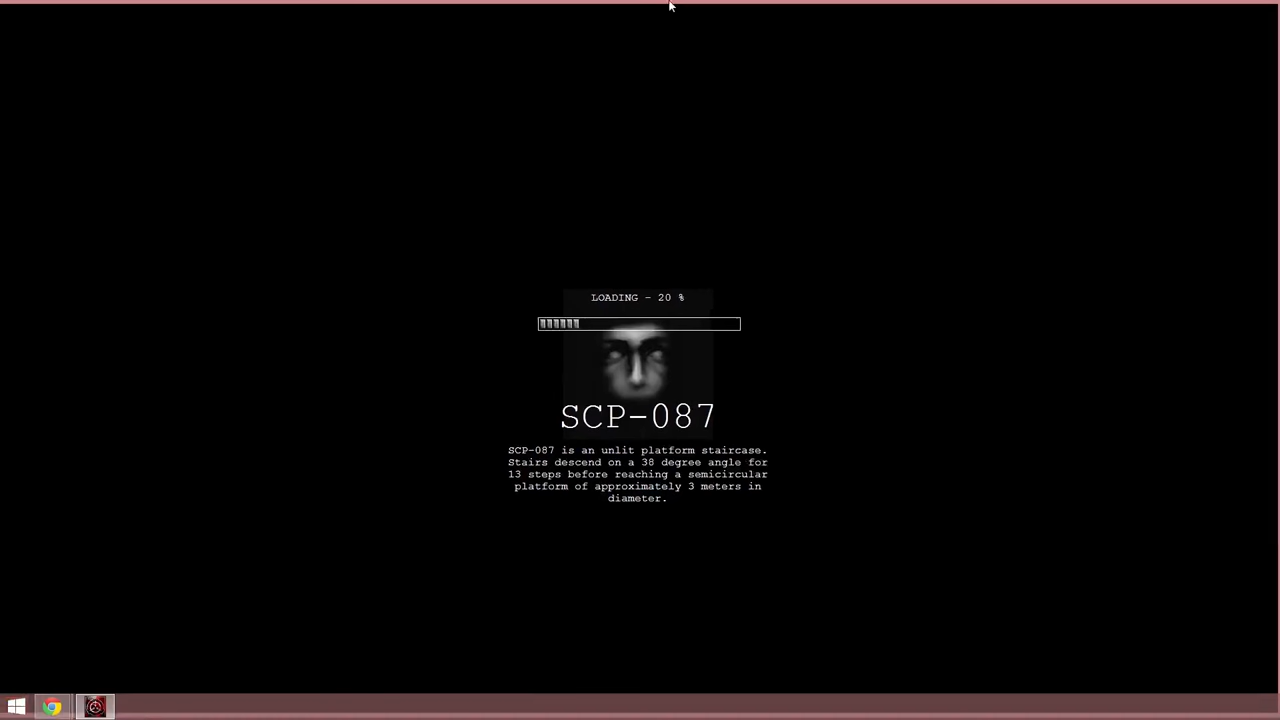 LOADING - 20 %
SCP-087
SCP-087 is an unlit platform staircase.
Stairs descend on a 38 degree angle for
13 steps before reaching a semicircular
platform of approximately 3 meters in
diameter.